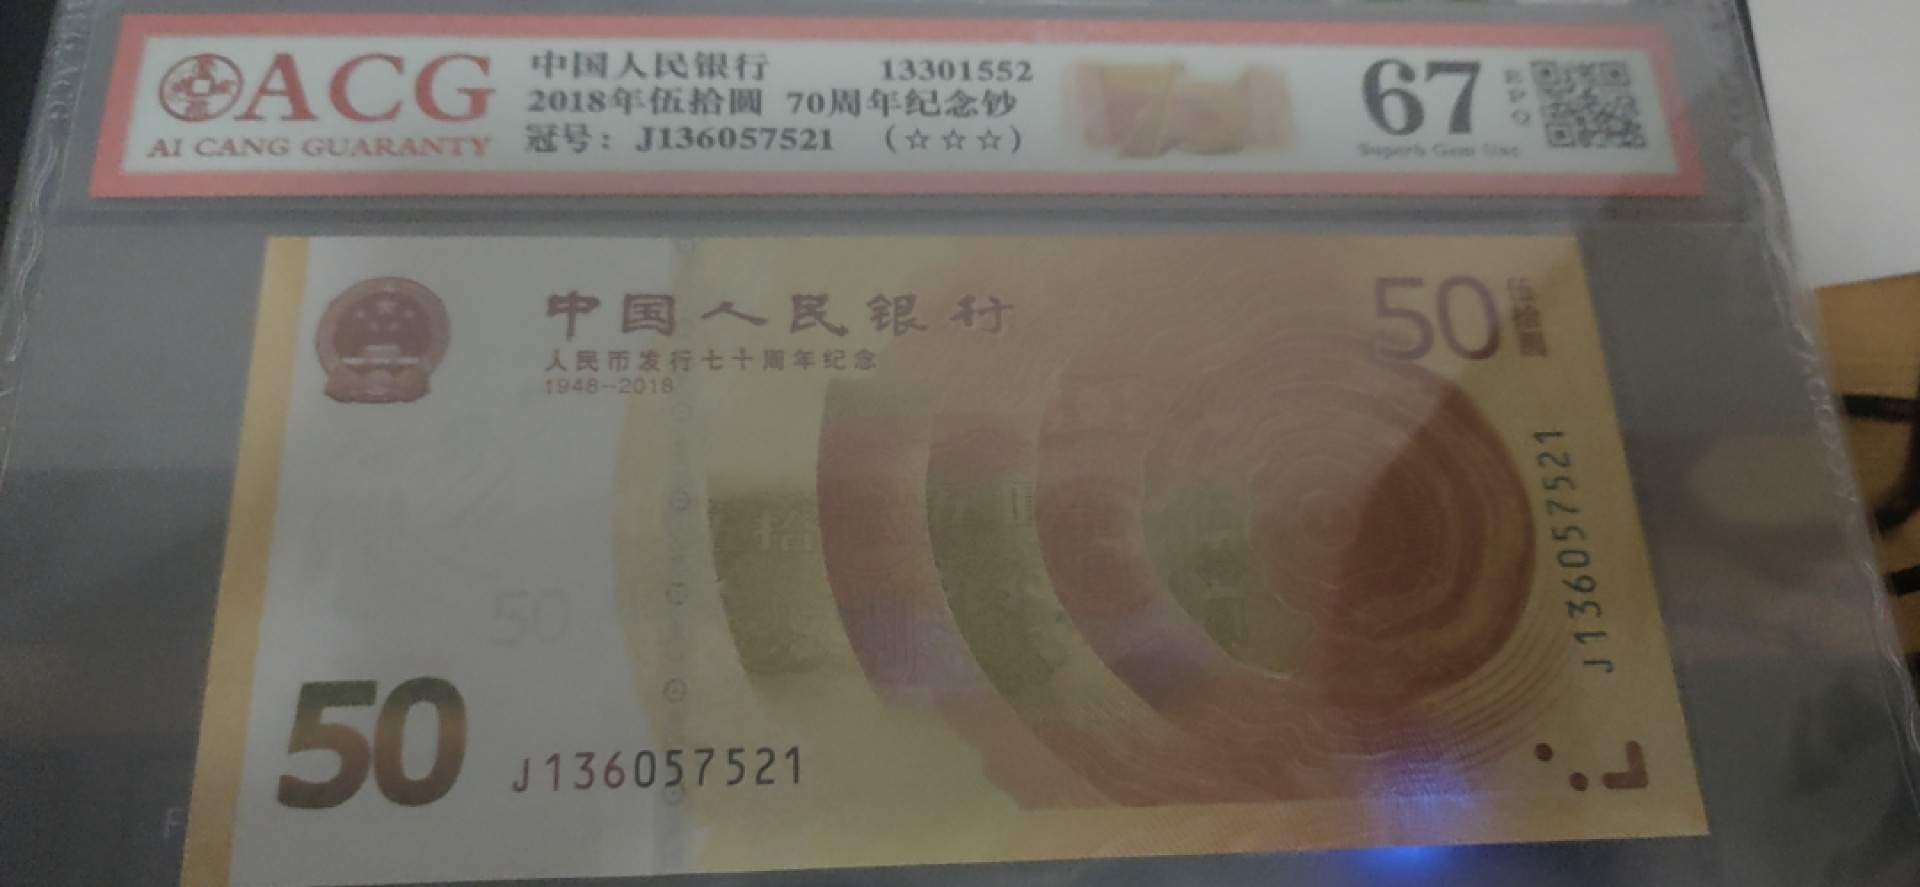 ACG
AI CANG GUARANTY
中国人民银行 13301552
2018年伍拾圆 70周年纪念钞
冠号: J136057521 (☆☆☆)
67
Superb Gem Unc
中国人民银行
人民币发行七十周年纪念
1948-2018
50
伍拾圆
J136057521
50
50
J136057521